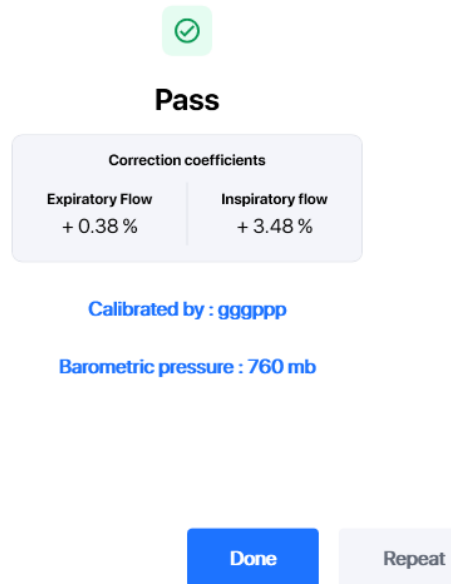 Pass
Correction coefficients
Expiratory Flow Inspiratory flow
+ 0.38 % + 3.48 %
Calibrated by : gggppp
Barometric pressure : 760 mb
Done Repeat